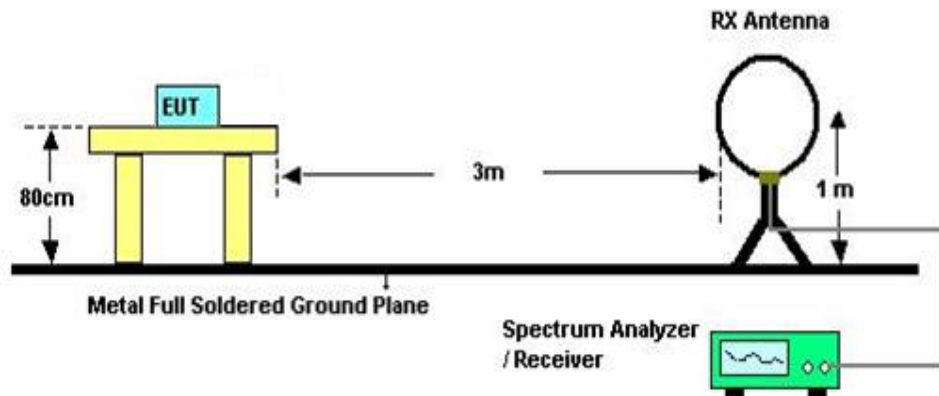 RX Antenna
EUT
3m
80cm
1 m
Metal Full Soldered Ground Plane
Spectrum Analyzer
/ Receiver